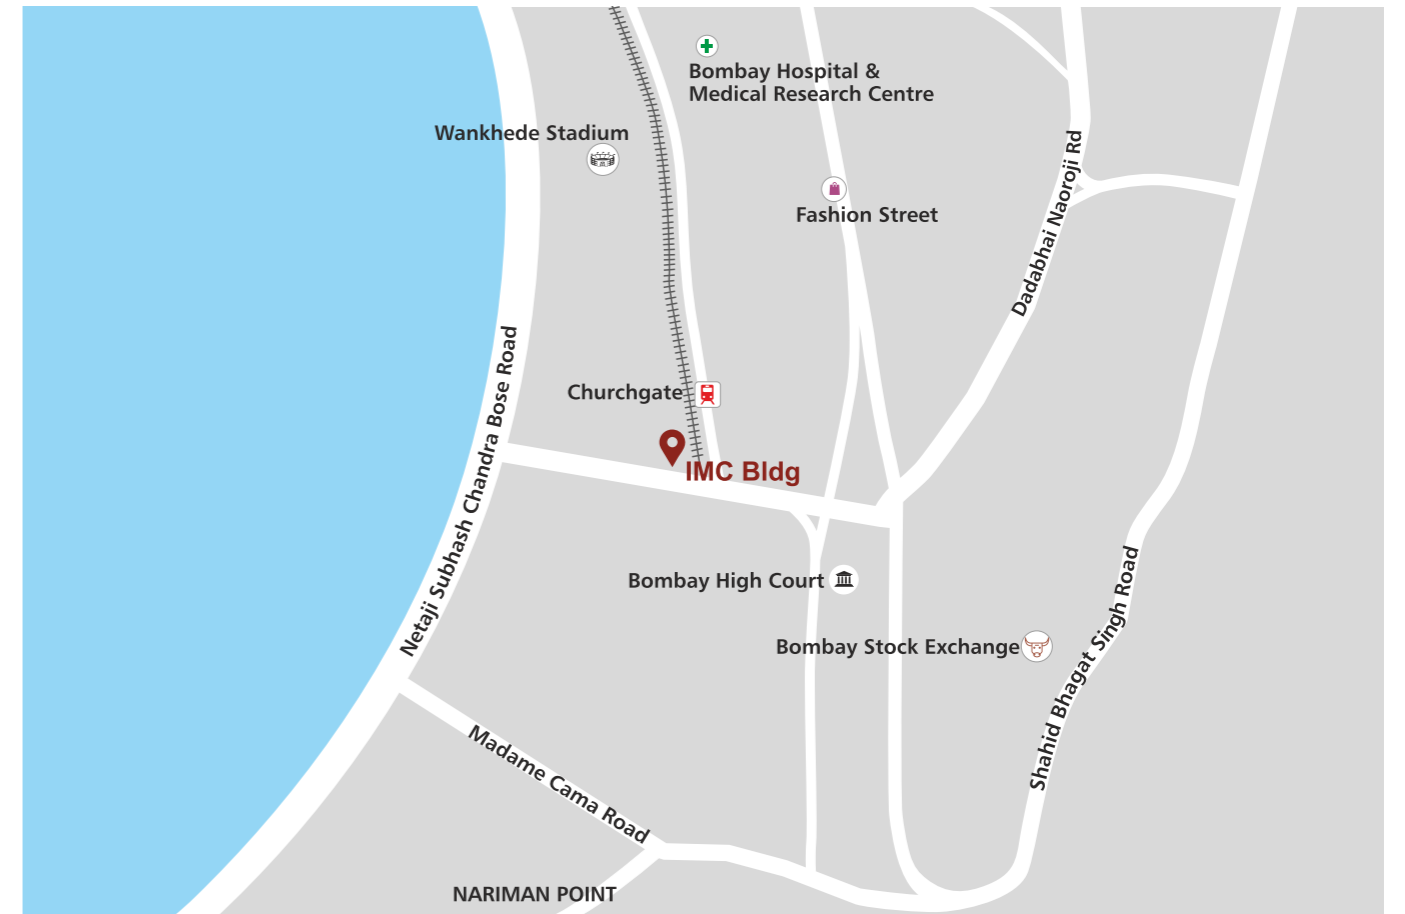 Bombay Hospital &
Medical Research Centre
Wankhede Stadium
Fashion Street
Dadabhai Naoroji Rd
Netaji Subhash Chandra Bose Road
Churchgate
IMC Bldg
Bombay High Court
Bombay Stock Exchange
Shahid Bhagat Singh Road
Madame Cama Road
NARIMAN POINT